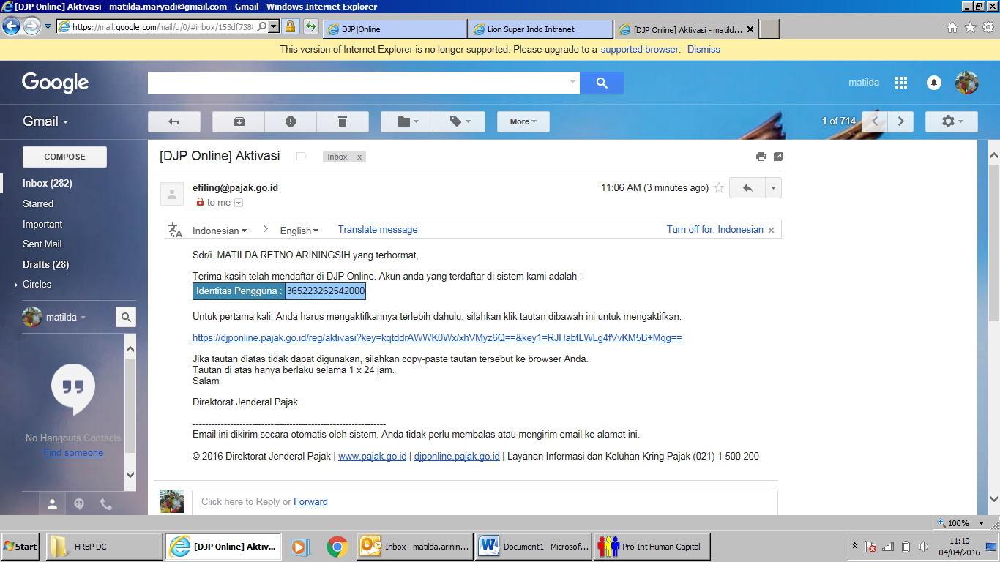 [DJP Online] Aktivasi - matilda.maryadi@gmail.com - Gmail - Windows Internet Explorer
https://mail.google.com/mail/u/0/#inbox/153df738
DJP|Online
Lion Super Indo Intranet
[DJP Online] Aktivasi - matild...
This version of Internet Explorer is no longer supported. Please upgrade to a supported browser. Dismiss
Google
matilda
Gmail
More
1 of 714
COMPOSE
[DJP Online] Aktivasi
Inbox x
Inbox (282)
Starred
Important
Sent Mail
Drafts (28)
Circles
matilda
No Hangouts Contacts
Find someone
efiling@pajak.go.id
11:06 AM (3 minutes ago)
to me
Indonesian
English
Translate message
Turn off for: Indonesian
Sdr/i. MATILDA RETNO ARININGSIH yang terhormat,
Terima kasih telah mendaftar di DJP Online. Akun anda yang terdaftar di sistem kami adalah :
Identitas Pengguna : 365223262542000
Untuk pertama kali, Anda harus mengaktifkannya terlebih dahulu, silahkan klik tautan dibawah ini untuk mengaktifkan.
https://djponline.pajak.go.id/reg/aktivasi?key=kqtddrAWWK0Wx/xhVMyz6Q==&key1=RJHabtLWLg4fVvKM5B+Mqg==
Jika tautan diatas tidak dapat digunakan, silahkan copy-paste tautan tersebut ke browser Anda.
Tautan di atas hanya berlaku selama 1 x 24 jam.
Salam
Direktorat Jenderal Pajak
--------------------------------------------------------------
Email ini dikirim secara otomatis oleh sistem. Anda tidak perlu membalas atau mengirim email ke alamat ini.
© 2016 Direktorat Jenderal Pajak | www.pajak.go.id | djponline.pajak.go.id | Layanan Informasi dan Keluhan Kring Pajak (021) 1 500 200
Click here to Reply or Forward
100%
Start
HRBP DC
[DJP Online] Aktiv...
Inbox - matilda.arinin...
Document1 - Microsof...
Pro-Int Human Capital
11:10
04/04/2016